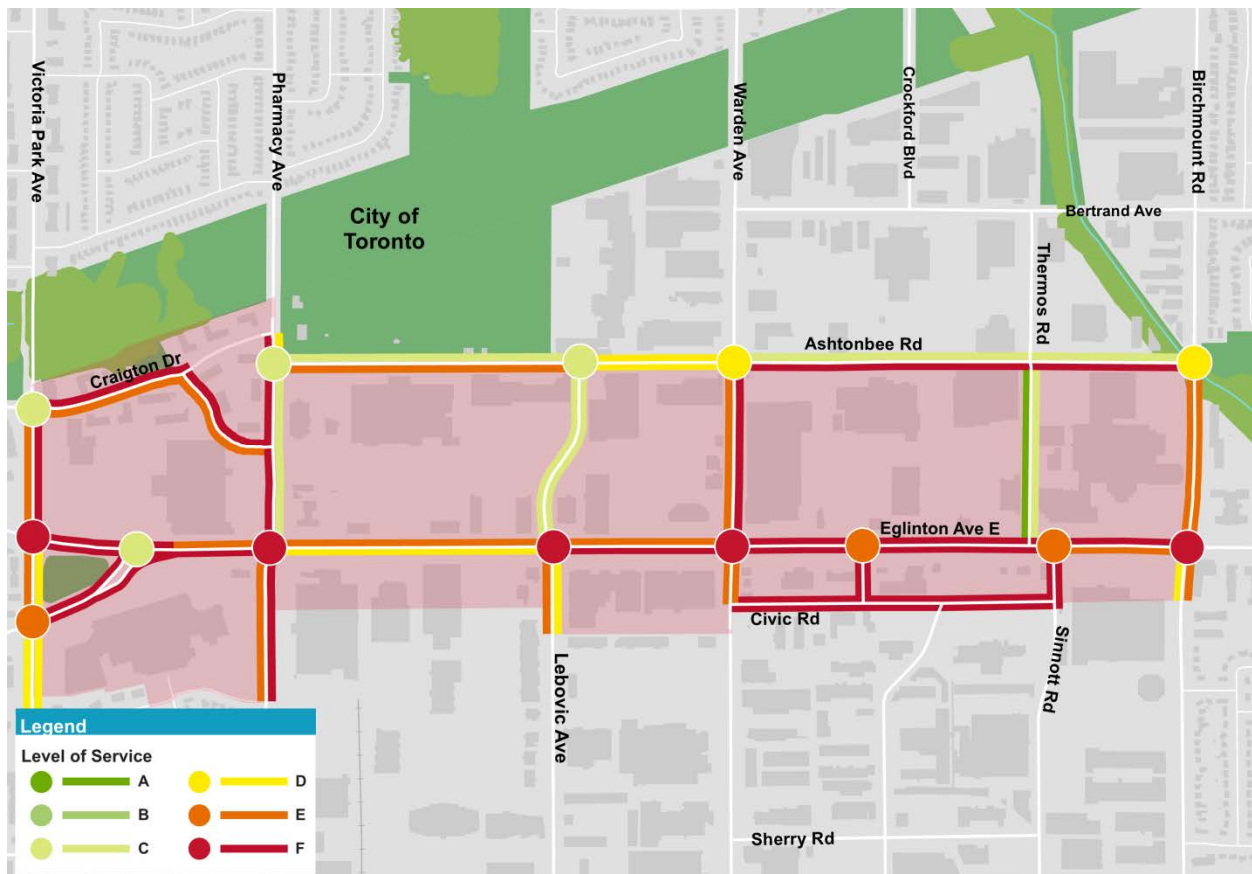 Victoria Park Ave
Pharmacy Ave
City of
Toronto
Warden Ave
Crockford Blvd
Birchmount Rd
Bertrand Ave
Thermos Rd
Craigton Dr
Ashtonbee Rd
Eglinton Ave E
Civic Rd
Sinnott Rd
Lebovic Ave
Sherry Rd
Legend
Level of Service
A
B
C
D
E
F